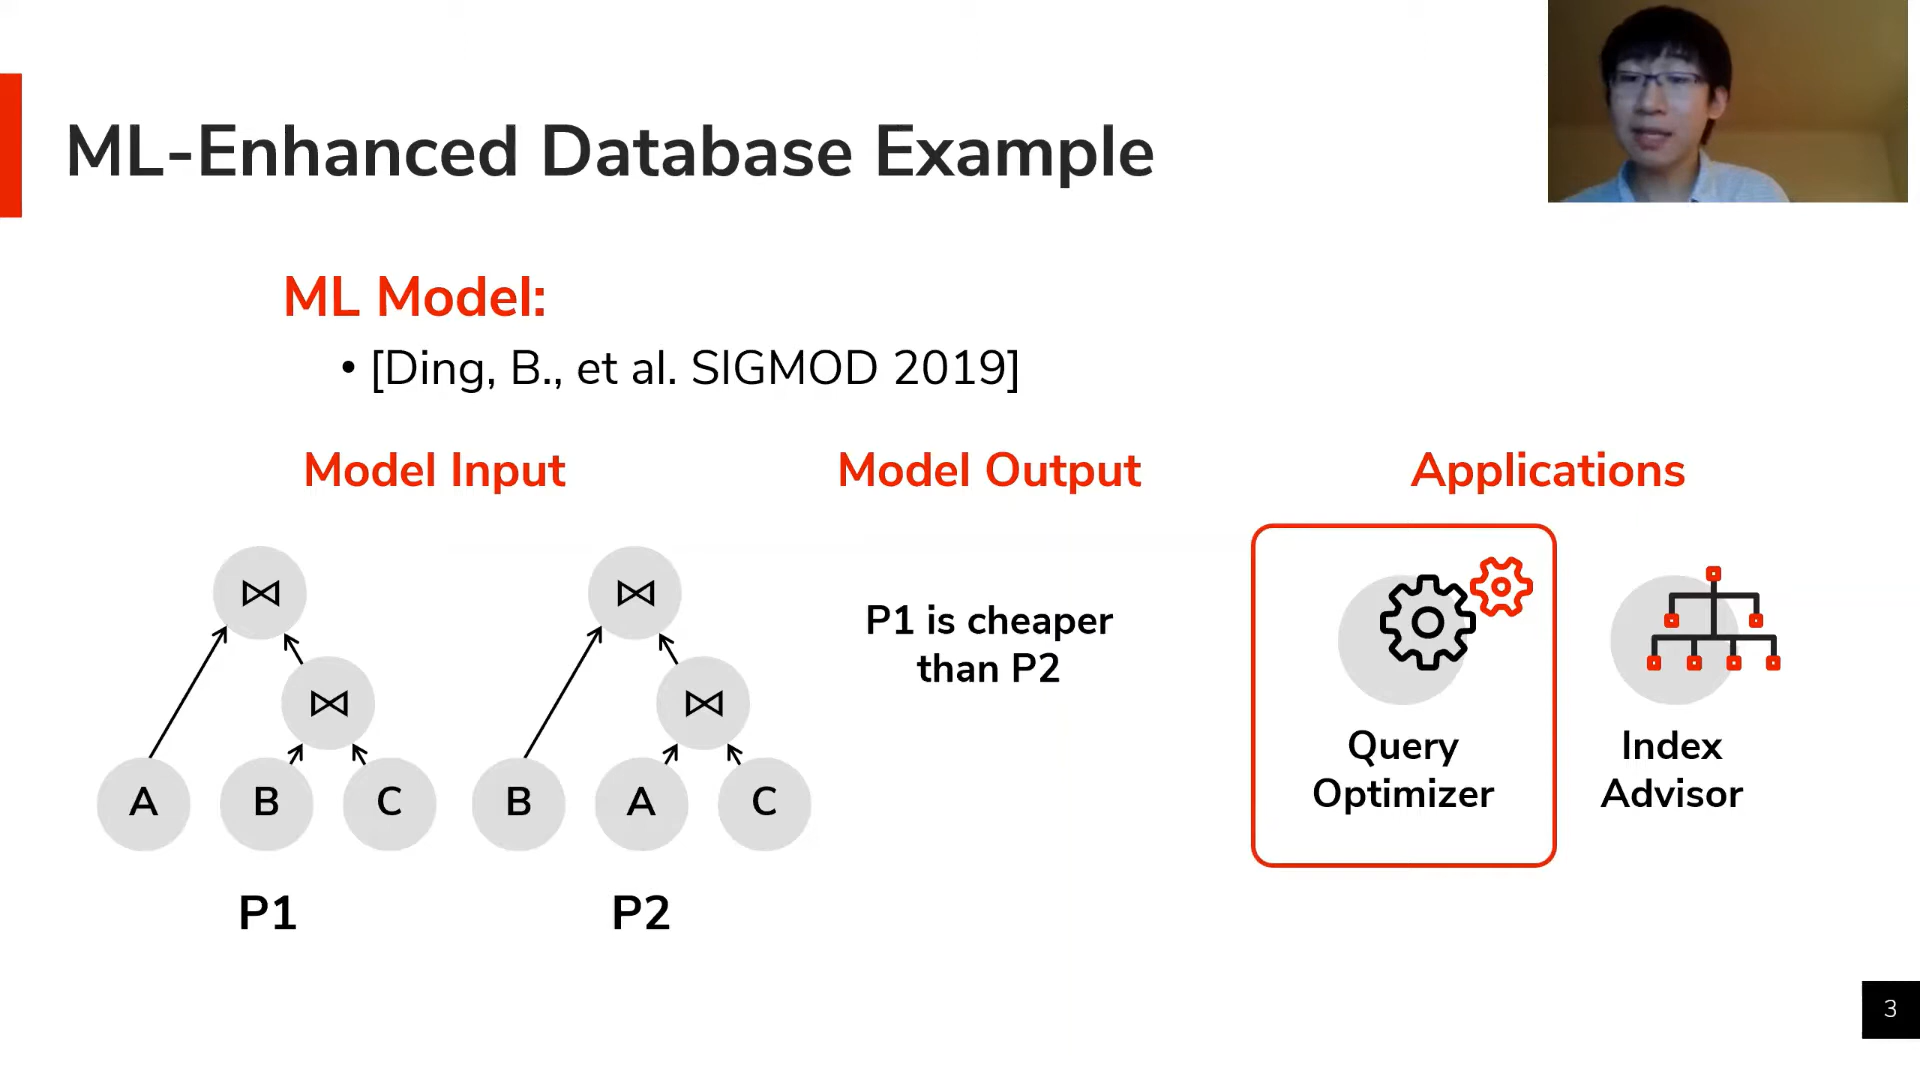 ML-Enhanced Database Example
ML Model:
• [Ding, B., et al. SIGMOD 2019]
Model Input
Model Output
Applications
⋈
⋈
A
B
C
P1
⋈
⋈
B
A
C
P2
P1 is cheaper
than P2
Query
Optimizer
Index
Advisor
3